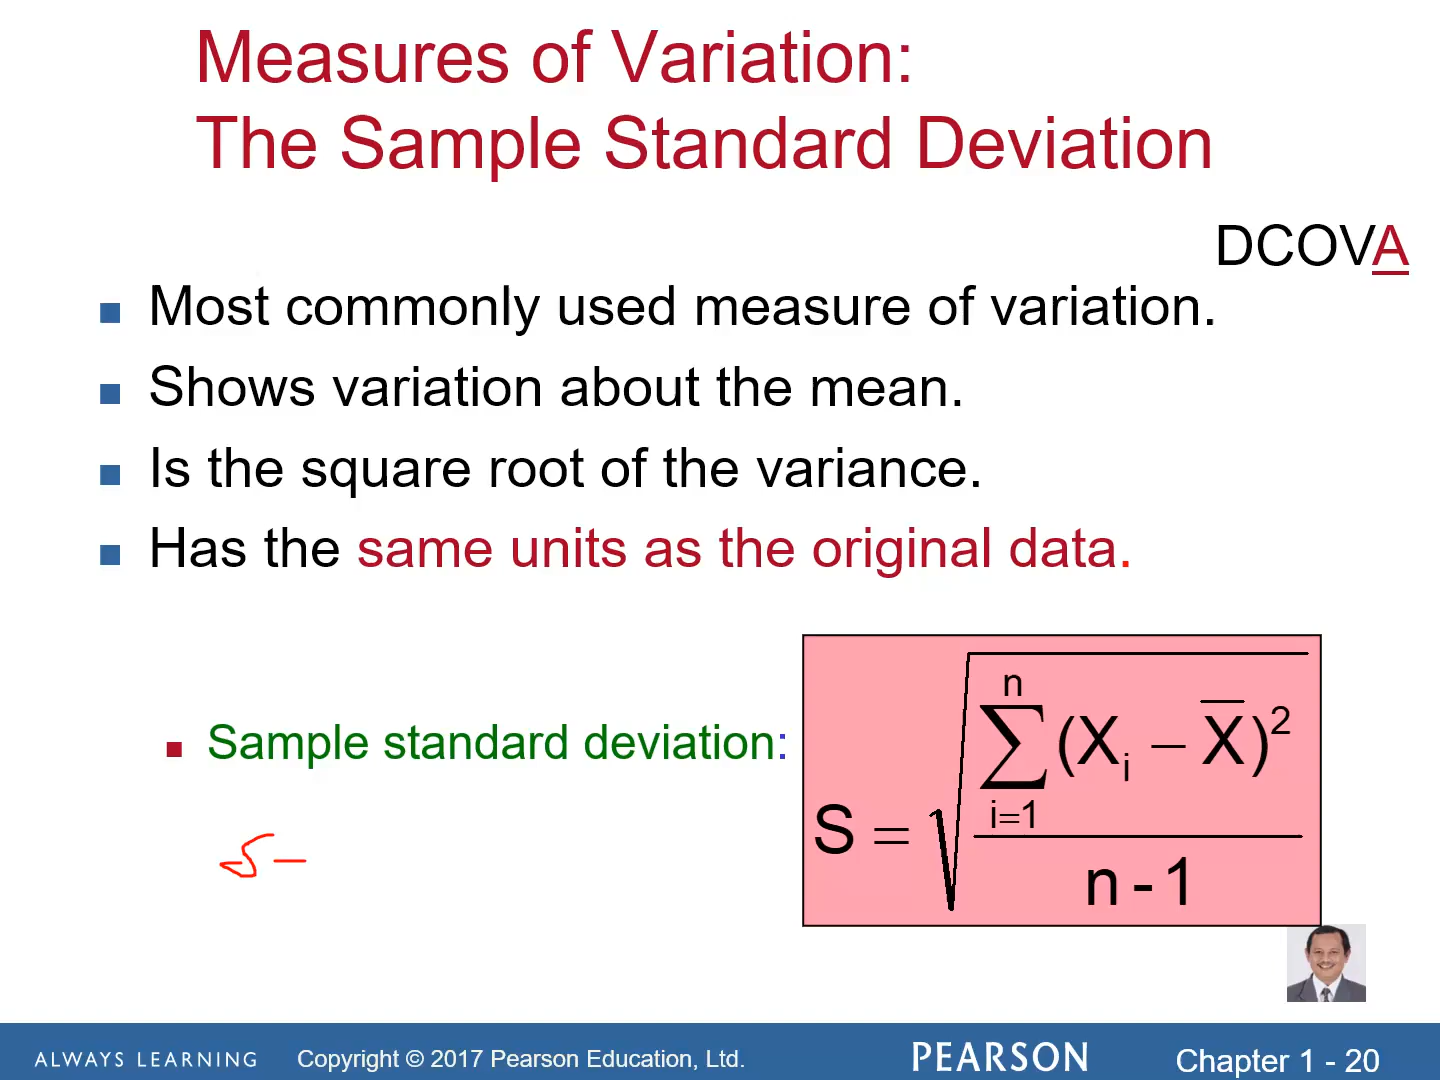 Measures of Variation:
The Sample Standard Deviation
DCOVA
Most commonly used measure of variation.
Shows variation about the mean.
Is the square root of the variance.
Has the same units as the original data.
Sample standard deviation:
S = √(∑ⁿᵢ₌₁ (Xᵢ − X̅)² / n - 1)
S –
ALWAYS LEARNING
Copyright © 2017 Pearson Education, Ltd.
PEARSON
Chapter 1 - 20